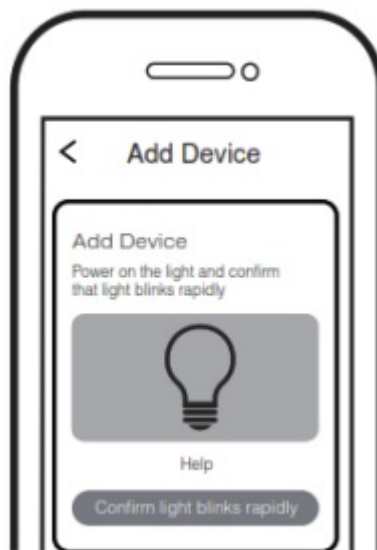 Add Device
Add Device
Power on the light and confirm
that light blinks rapidly
Help
Confirm light blinks rapidly